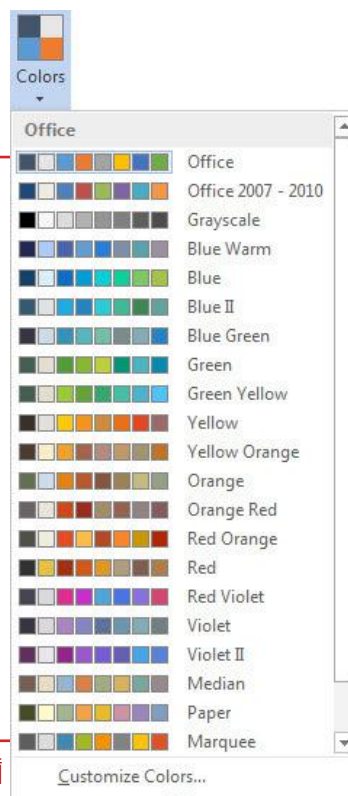 Colors
Office
Office
Office 2007 - 2010
Grayscale
Blue Warm
Blue
Blue II
Blue Green
Green
Green Yellow
Yellow
Yellow Orange
Orange
Orange Red
Red Orange
Red
Red Violet
Violet
Violet II
Median
Paper
Marquee
Customize Colors...